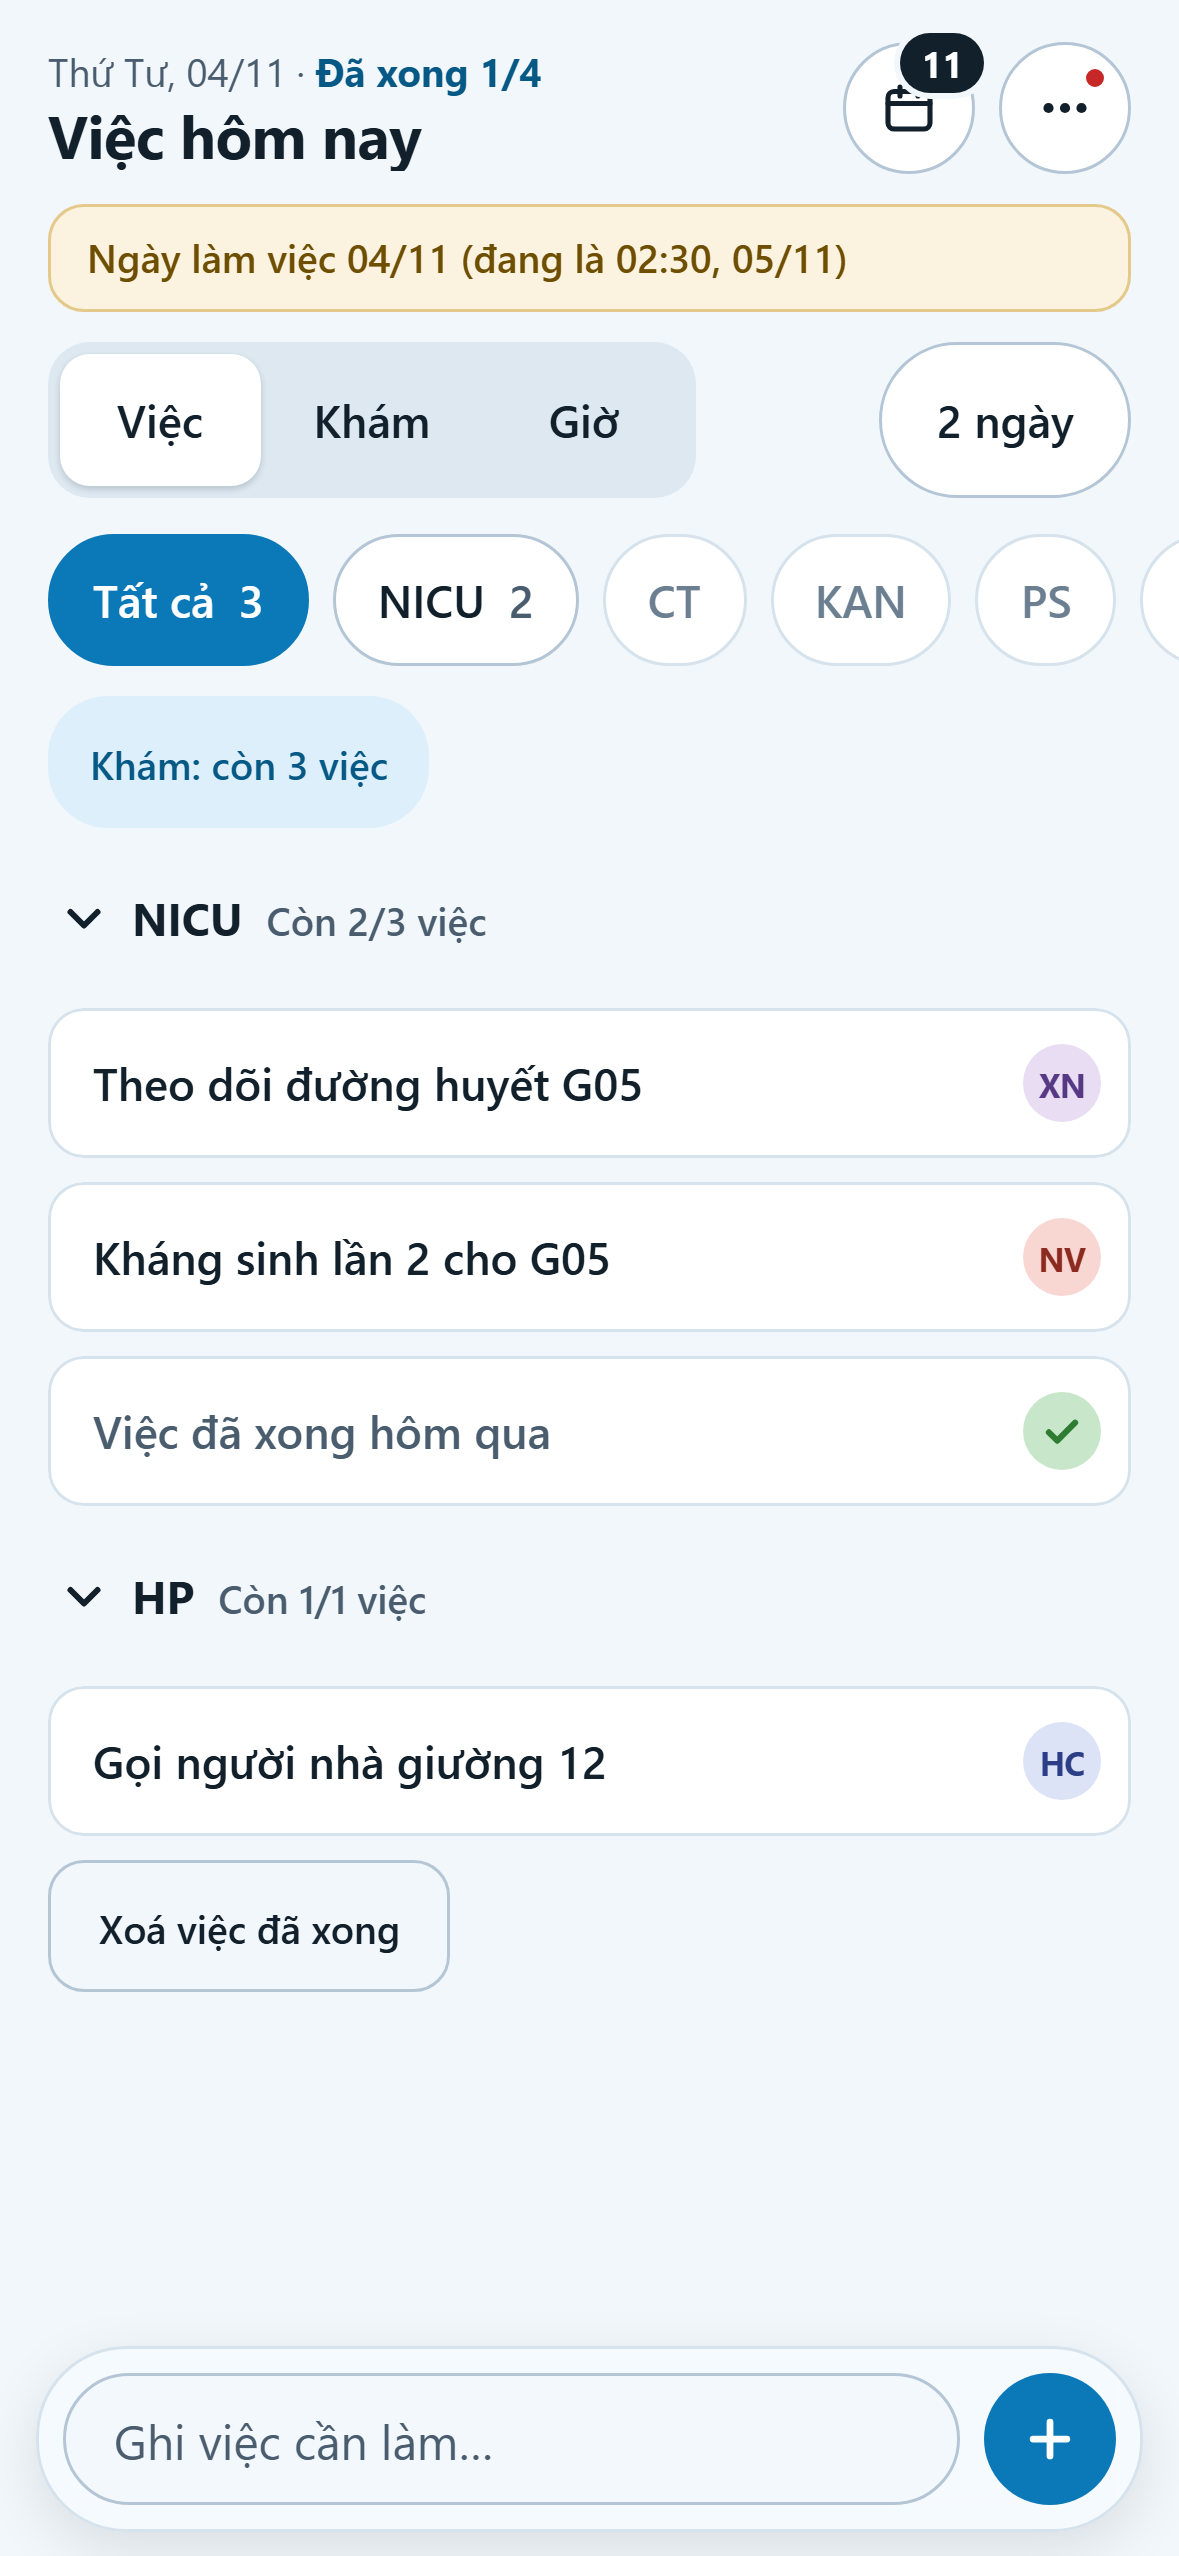 Thứ Tư, 04/11 · Đã xong 1/4
11
Việc hôm nay
Ngày làm việc 04/11 (đang là 02:30, 05/11)
Việc Khám Giờ 2 ngày
Tất cả 3 NICU 2 CT KAN PS
Khám: còn 3 việc
NICU Còn 2/3 việc
Theo dõi đường huyết G05 XN
Kháng sinh lần 2 cho G05 NV
Việc đã xong hôm qua
HP Còn 1/1 việc
Gọi người nhà giường 12 HC
Xoá việc đã xong
Ghi việc cần làm...